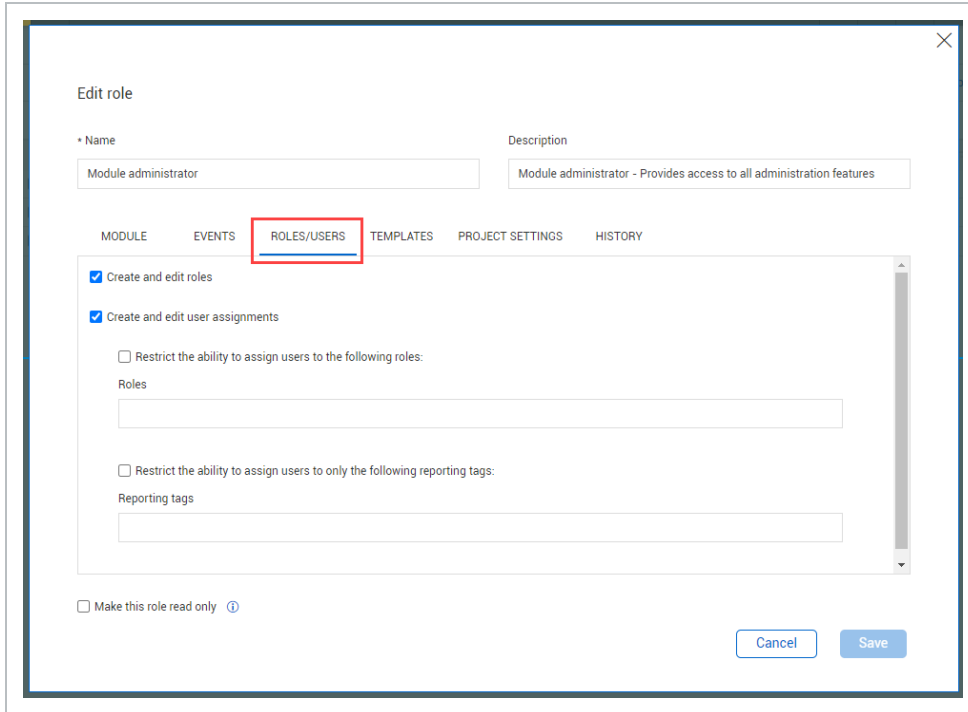 Edit role
* Name
Description
Module administrator
Module administrator - Provides access to all administration features
MODULE EVENTS ROLES/USERS TEMPLATES PROJECT SETTINGS HISTORY
Create and edit roles
Create and edit user assignments
Restrict the ability to assign users to the following roles:
Roles
Restrict the ability to assign users to only the following reporting tags:
Reporting tags
Make this role read only
Cancel
Save